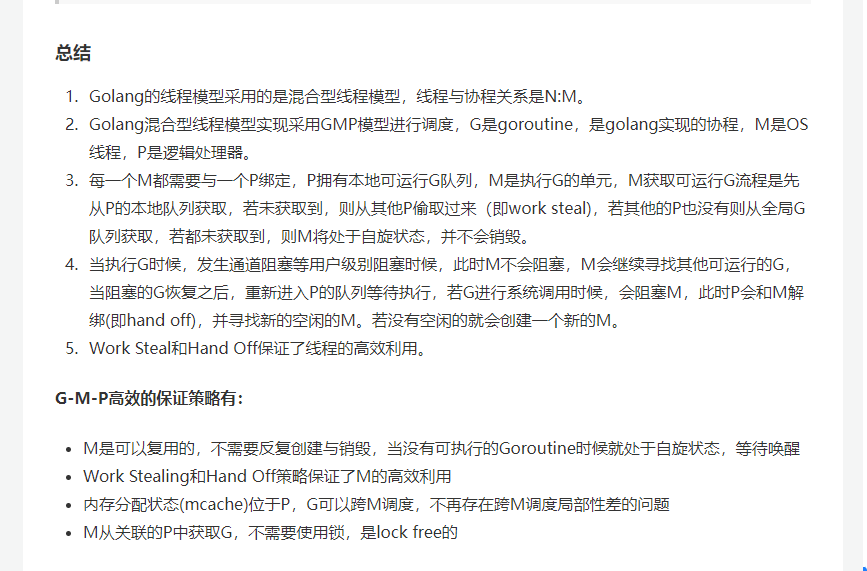 总结
1. Golang的线程模型采用的是混合型线程模型，线程与协程关系是N:M。
2. Golang混合型线程模型实现采用GMP模型进行调度，G是goroutine，是golang实现的协程，M是OS
线程，P是逻辑处理器。
3. 每一个M都需要与一个P绑定，P拥有本地可运行G队列，M是执行G的单元，M获取可运行G流程是先
从P的本地队列获取，若未获取到，则从其他P偷取过来（即work steal)，若其他的P也没有则从全局G
队列获取，若都未获取到，则M将处于自旋状态，并不会销毁。
4. 当执行G时候，发生通道阻塞等用户级别阻塞时候，此时M不会阻塞，M会继续寻找其他可运行的G，
当阻塞的G恢复之后，重新进入P的队列等待执行，若G进行系统调用时候，会阻塞M，此时P会和M解
绑(即hand off)，并寻找新的空闲的M。若没有空闲的就会创建一个新的M。
5. Work Steal和Hand Off保证了线程的高效利用。
G-M-P高效的保证策略有：
• M是可以复用的，不需要反复创建与销毁，当没有可执行的Goroutine时候就处于自旋状态，等待唤醒
• Work Stealing和Hand Off策略保证了M的高效利用
• 内存分配状态(mcache)位于P，G可以跨M调度，不再存在跨M调度局部性差的问题
• M从关联的P中获取G，不需要使用锁，是lock free的